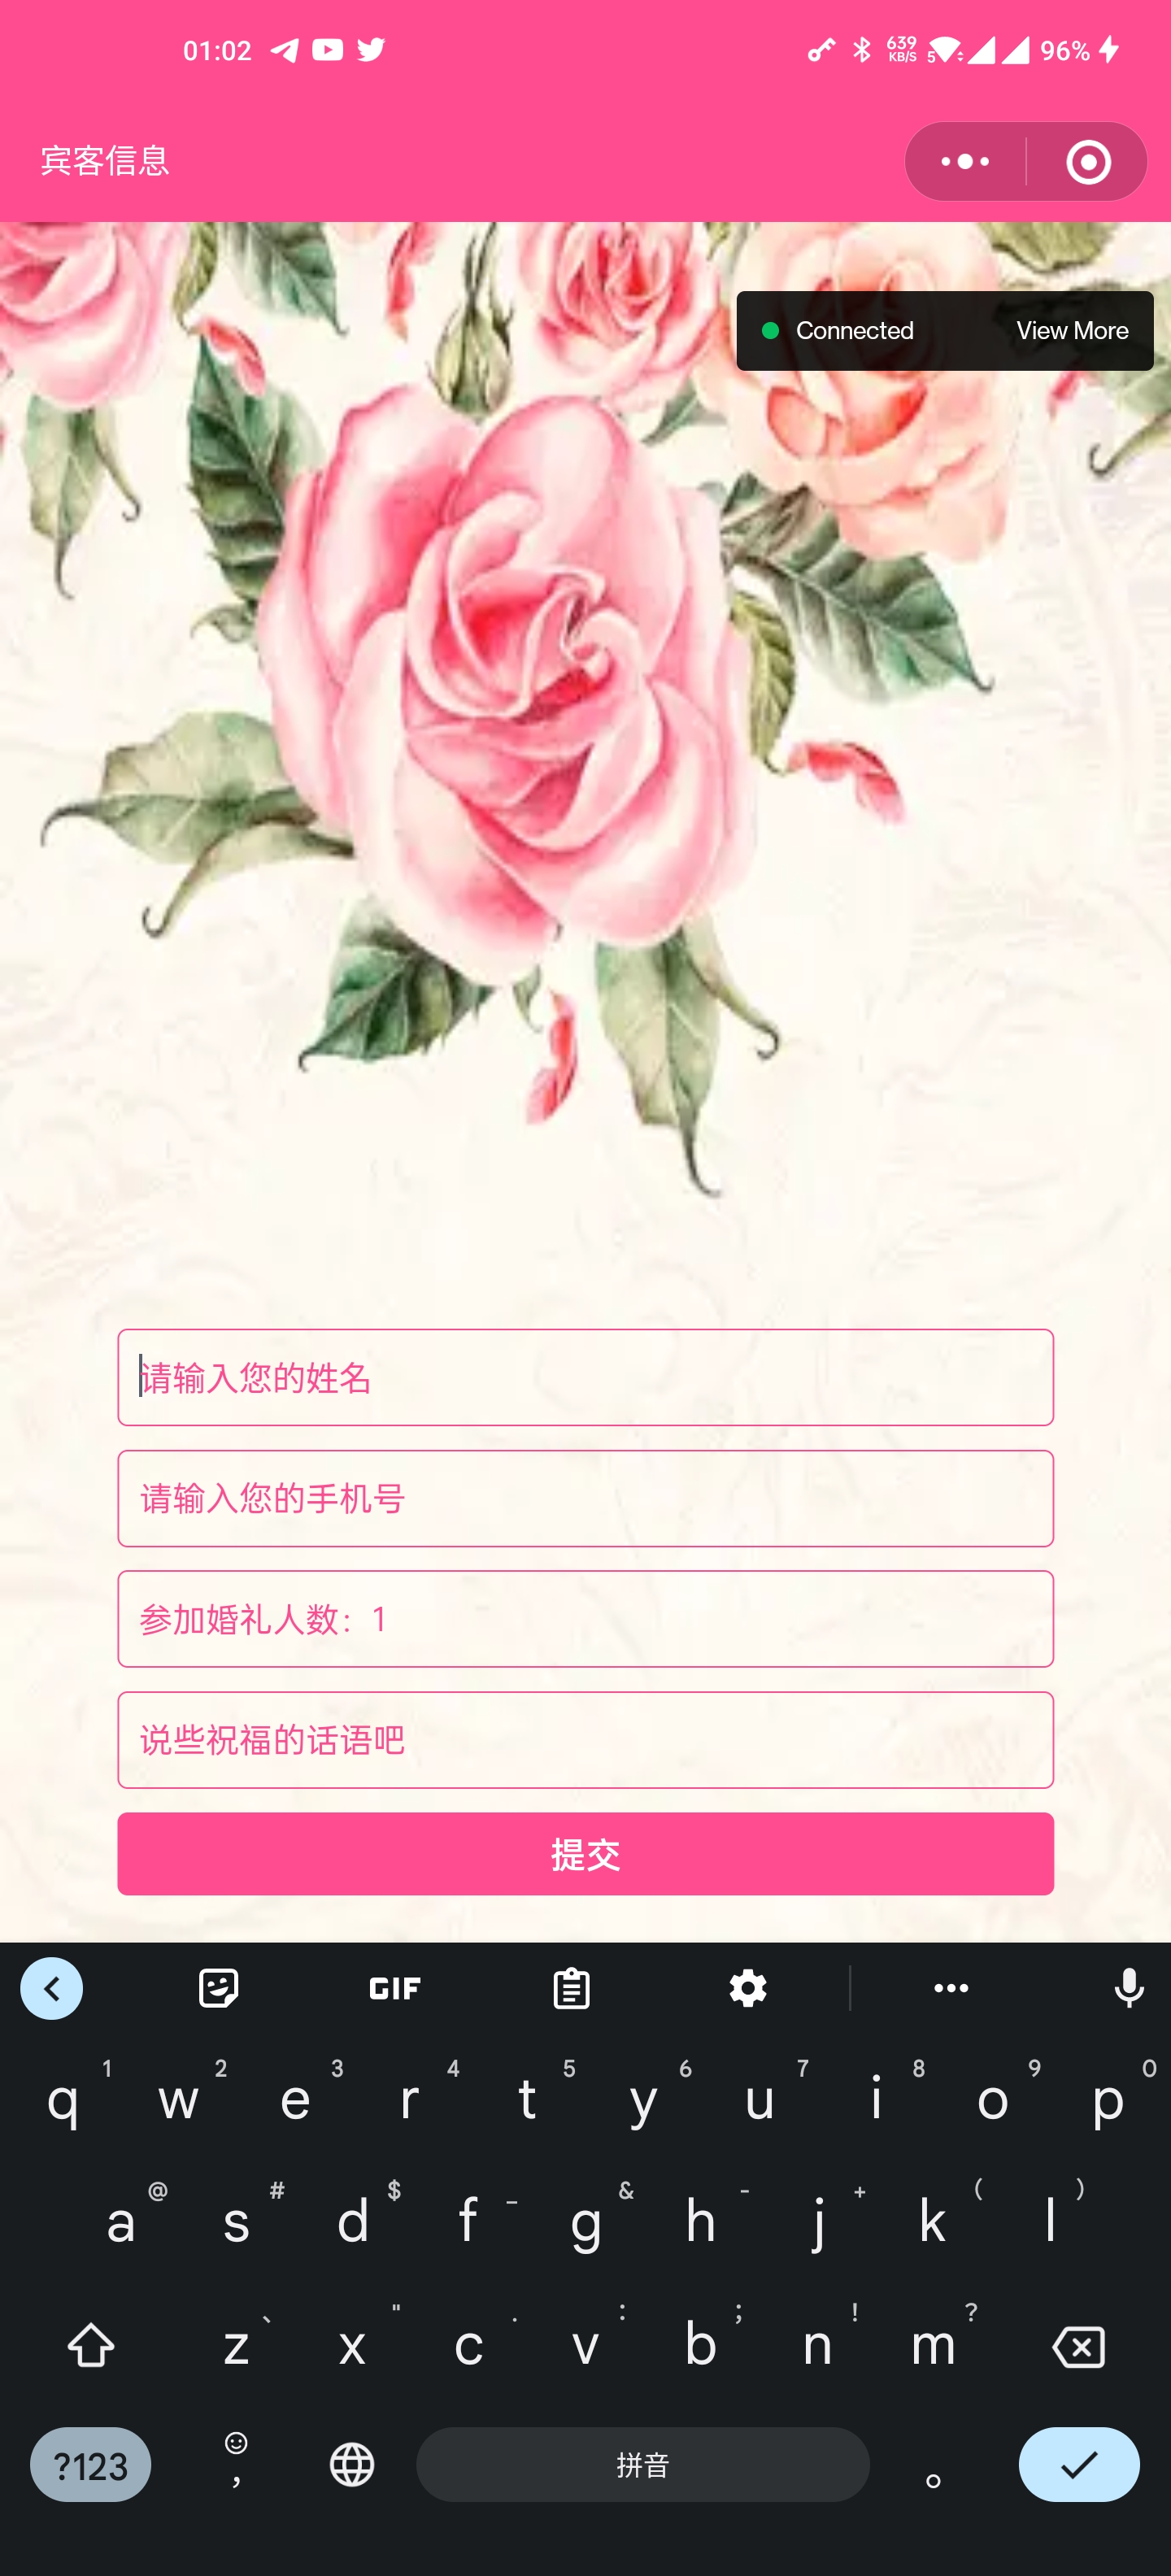 01:02
639
KB/S
5
96%
宾客信息
Connected View More
请输入您的姓名
请输入您的手机号
参加婚礼人数：1
说些祝福的话语吧
提交
GIF
1 2 3 4 5 6 7 8 9 0
q w e r t y u i o p
@ # $ _ & - + ( )
a s d f g h j k l
、 " . : ; ! ?
z x c v b n m
?123 , 拼音 。